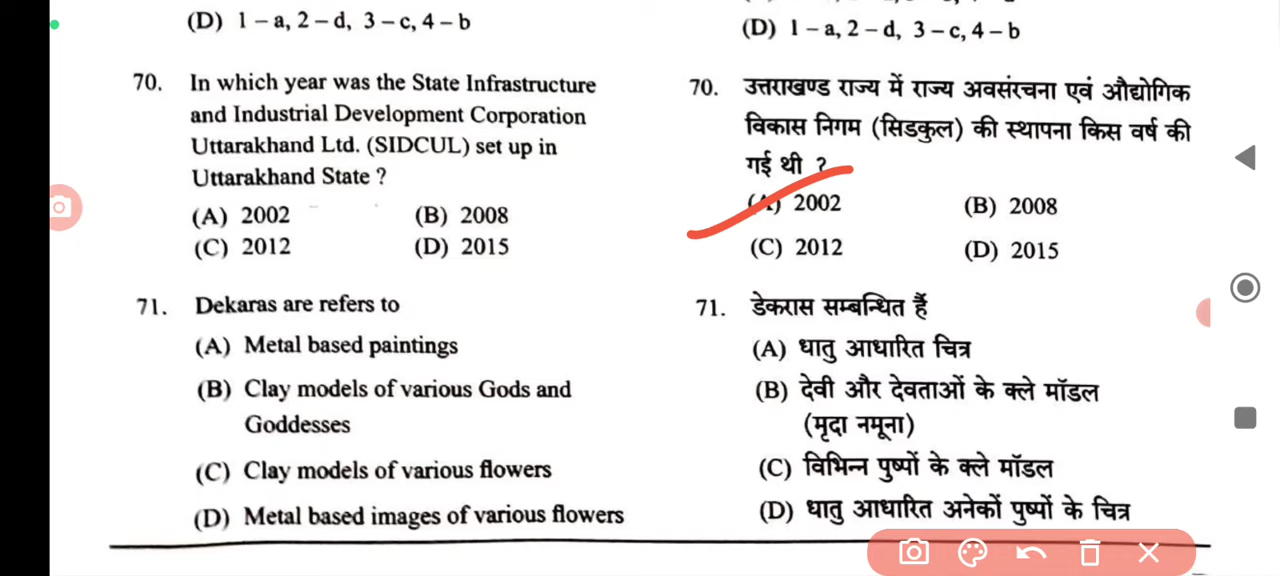 (D) 1 – a, 2 – d, 3 – c, 4 – b
70. In which year was the State Infrastructure
and Industrial Development Corporation
Uttarakhand Ltd. (SIDCUL) set up in
Uttarakhand State ?
(A) 2002 (B) 2008
(C) 2012 (D) 2015
71. Dekaras are refers to
(A) Metal based paintings
(B) Clay models of various Gods and
Goddesses
(C) Clay models of various flowers
(D) Metal based images of various flowers
(D) 1 – a, 2 – d, 3 – c, 4 – b
70. उत्तराखण्ड राज्य में राज्य अवसंरचना एवं औद्योगिक
विकास निगम (सिडकुल) की स्थापना किस वर्ष की
गई थी ?
(A) 2002 (B) 2008
(C) 2012 (D) 2015
71. डेकरास सम्बन्धित हैं
(A) धातु आधारित चित्र
(B) देवी और देवताओं के क्ले मॉडल
(मृदा नमूना)
(C) विभिन्न पुष्पों के क्ले मॉडल
(D) धातु आधारित अनेकों पुष्पों के चित्र